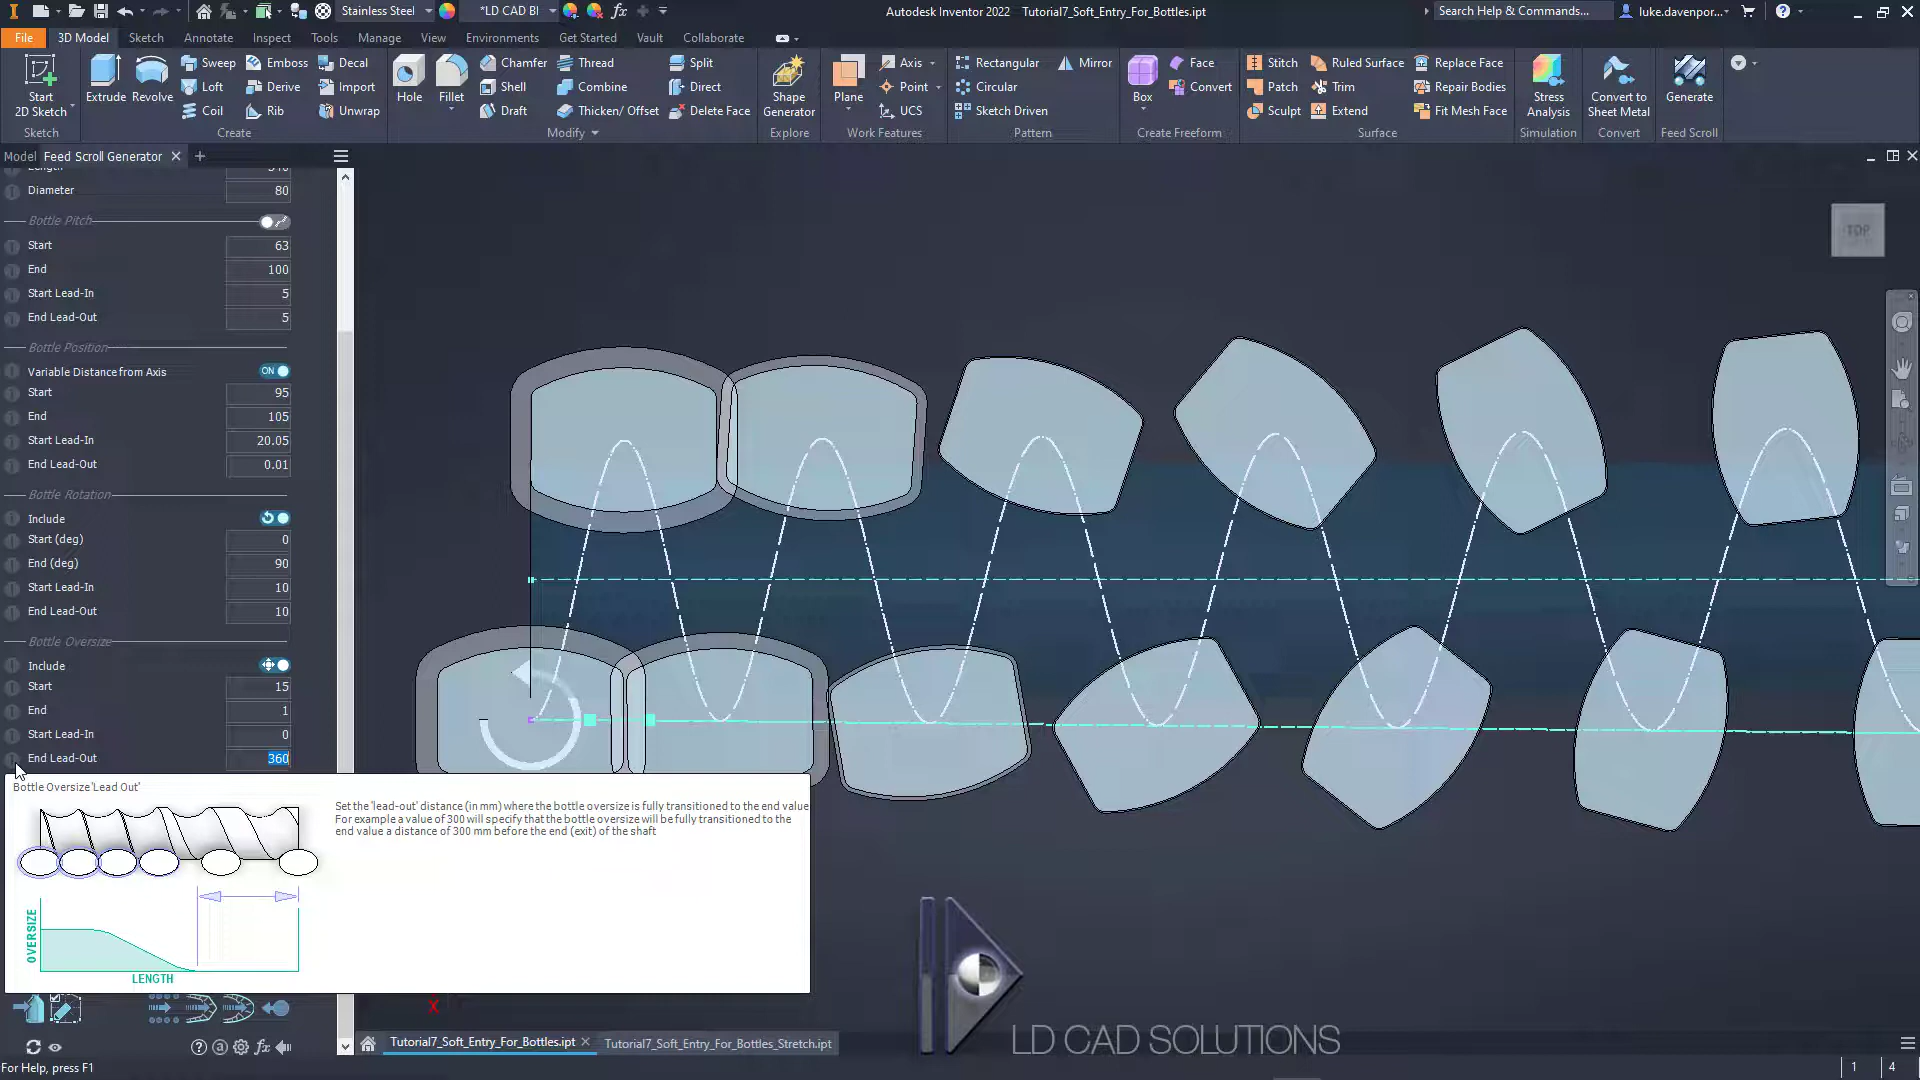 Stainless Steel
*LD CAD BI
Autodesk Inventor 2022 Tutorial7_Soft_Entry_For_Bottles.ipt
Search Help & Commands...
luke.davenpor...
File 3D Model Sketch Annotate Inspect Tools Manage View Environments Get Started Vault Collaborate
Start
2D Sketch
Extrude
Revolve
Sweep
Loft
Coil
Emboss
Derive
Rib
Decal
Import
Unwrap
Hole
Fillet
Chamfer
Shell
Draft
Thread
Combine
Thicken/ Offset
Split
Direct
Delete Face
Shape
Generator
Plane
Axis
Point
UCS
Rectangular
Circular
Sketch Driven
Mirror
Box
Face
Convert
Stitch
Patch
Sculpt
Ruled Surface
Trim
Extend
Replace Face
Repair Bodies
Fit Mesh Face
Stress
Analysis
Convert to
Sheet Metal
Generate
Sketch Create Modify Explore Work Features Pattern Create Freeform Surface Simulation Convert Feed Scroll
Model Feed Scroll Generator
Diameter 80
Bottle Pitch
Start 63
End 100
Start Lead-In 5
End Lead-Out 5
Bottle Position
Variable Distance from Axis ON
Start 95
End 105
Start Lead-In 20.05
End Lead-Out 0.01
Bottle Rotation
Include
Start (deg) 0
End (deg) 90
Start Lead-In 10
End Lead-Out 10
Bottle Oversize
Include
Start 15
End 1
Start Lead-In 0
End Lead-Out 360
TOP
Bottle Oversize 'Lead Out'
Set the 'lead-out' distance (in mm) where the bottle oversize is fully transitioned to the end value
For example a value of 300 will specify that the bottle oversize will be fully transitioned to the
end value a distance of 300 mm before the end (exit) of the shaft
OVERSIZE
LENGTH
X
LD CAD SOLUTIONS
Tutorial7_Soft_Entry_For_Bottles.ipt
Tutorial7_Soft_Entry_For_Bottles_Stretch.ipt
For Help, press F1
1 4